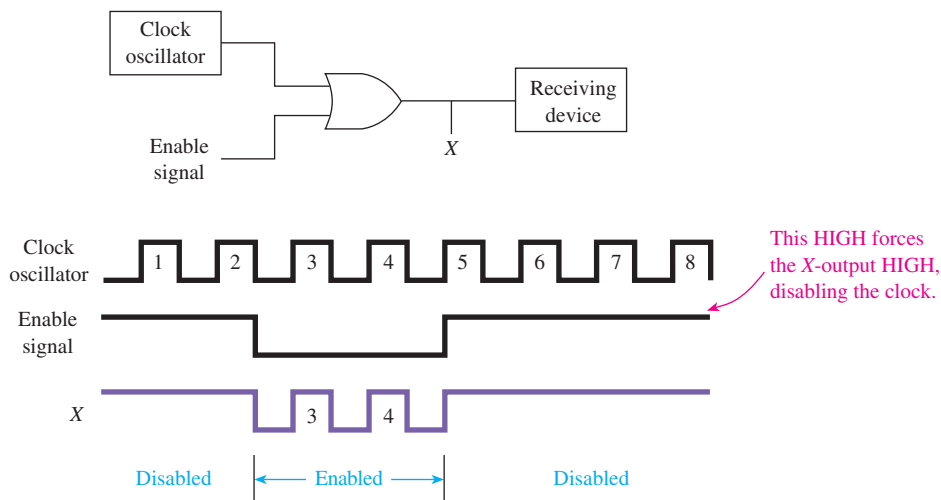 Clock
oscillator
Receiving
device
Enable
signal
X
Clock
oscillator
1 2 3 4 5 6 7 8
This HIGH forces
the X-output HIGH,
disabling the clock.
Enable
signal
X
3 4
Disabled Enabled Disabled